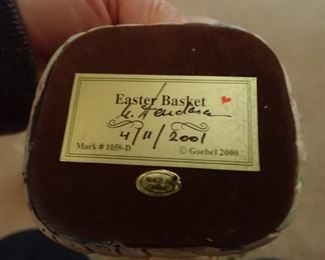 Easter Basket
4/11/2001
Mark # 1059-D © Goebel 2000